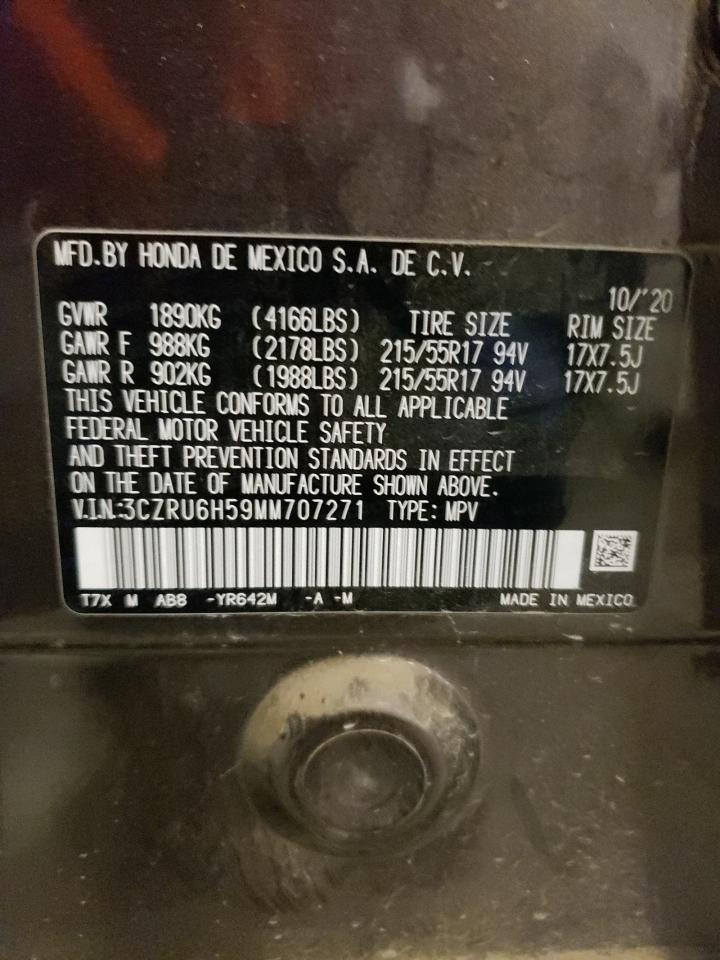 MFD.BY HONDA DE MEXICO S.A. DE C.V.
10/'20
GVWR 1890KG (4166LBS) TIRE SIZE RIM SIZE
GAWR F 988KG (2178LBS) 215/55R17 94V 17X7.5J
GAWR R 902KG (1988LBS) 215/55R17 94V 17X7.5J
THIS VEHICLE CONFORMS TO ALL APPLICABLE
FEDERAL MOTOR VEHICLE SAFETY
AND THEFT PREVENTION STANDARDS IN EFFECT
ON THE DATE OF MANUFACTURE SHOWN ABOVE.
V.I.N.:3CZRU6H59MM707271 TYPE: MPV
T7X M AB8 -YR642M -A -M MADE IN MEXICO